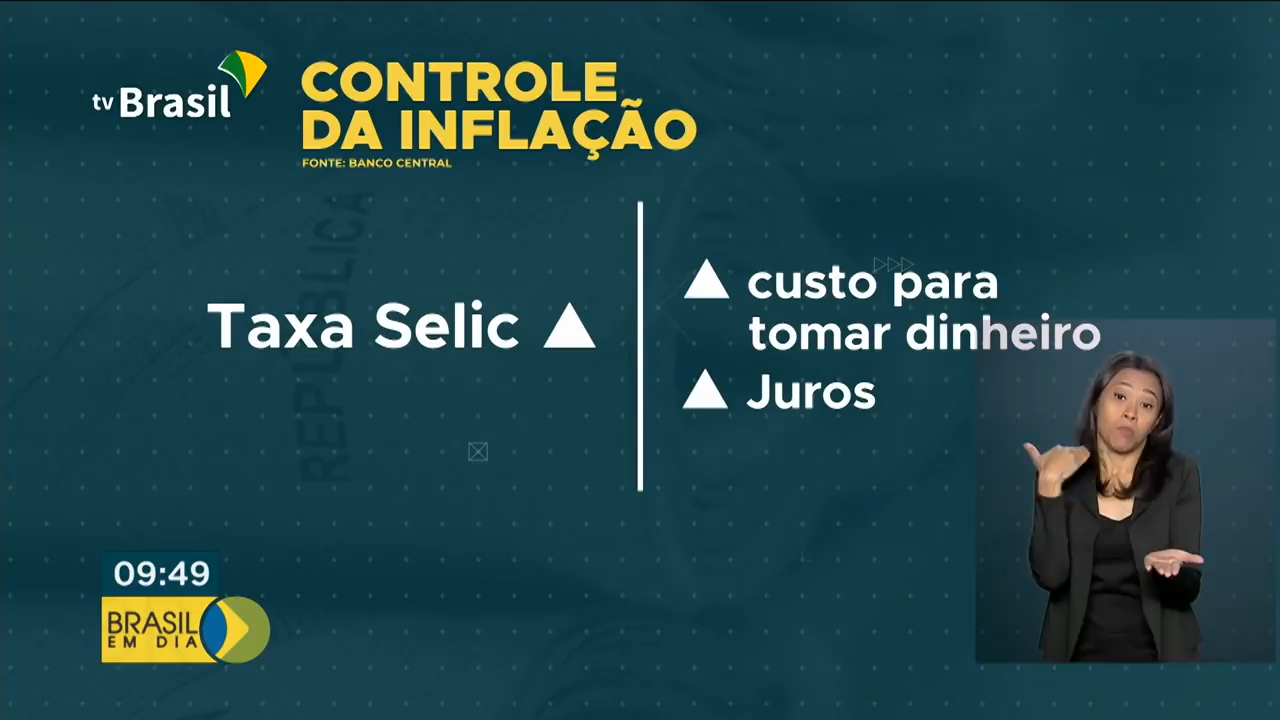 tv Brasil
CONTROLE
DA INFLAÇÃO
FONTE: BANCO CENTRAL
REPÚBLICA
Taxa Selic
custo para
tomar dinheiro
Juros
09:49
BRASIL
EM DIA